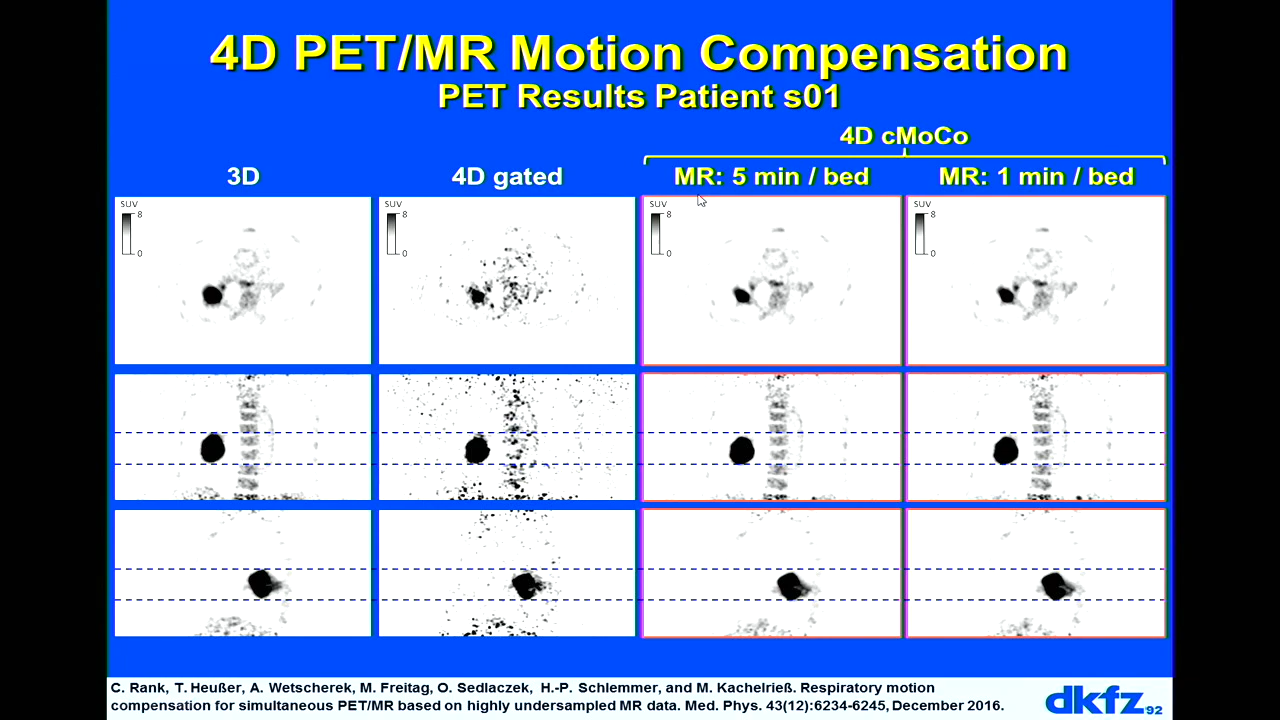 4D PET/MR Motion Compensation
PET Results Patient s01
4D cMoCo
3D
4D gated
MR: 5 min / bed
MR: 1 min / bed
SUV
8
0
SUV
8
0
SUV
8
0
SUV
8
0
C. Rank, T. Heußer, A. Wetscherek, M. Freitag, O. Sedlaczek, H.-P. Schlemmer, and M. Kachelrieß. Respiratory motion
compensation for simultaneous PET/MR based on highly undersampled MR data. Med. Phys. 43(12):6234-6245, December 2016.
dkfz.
92